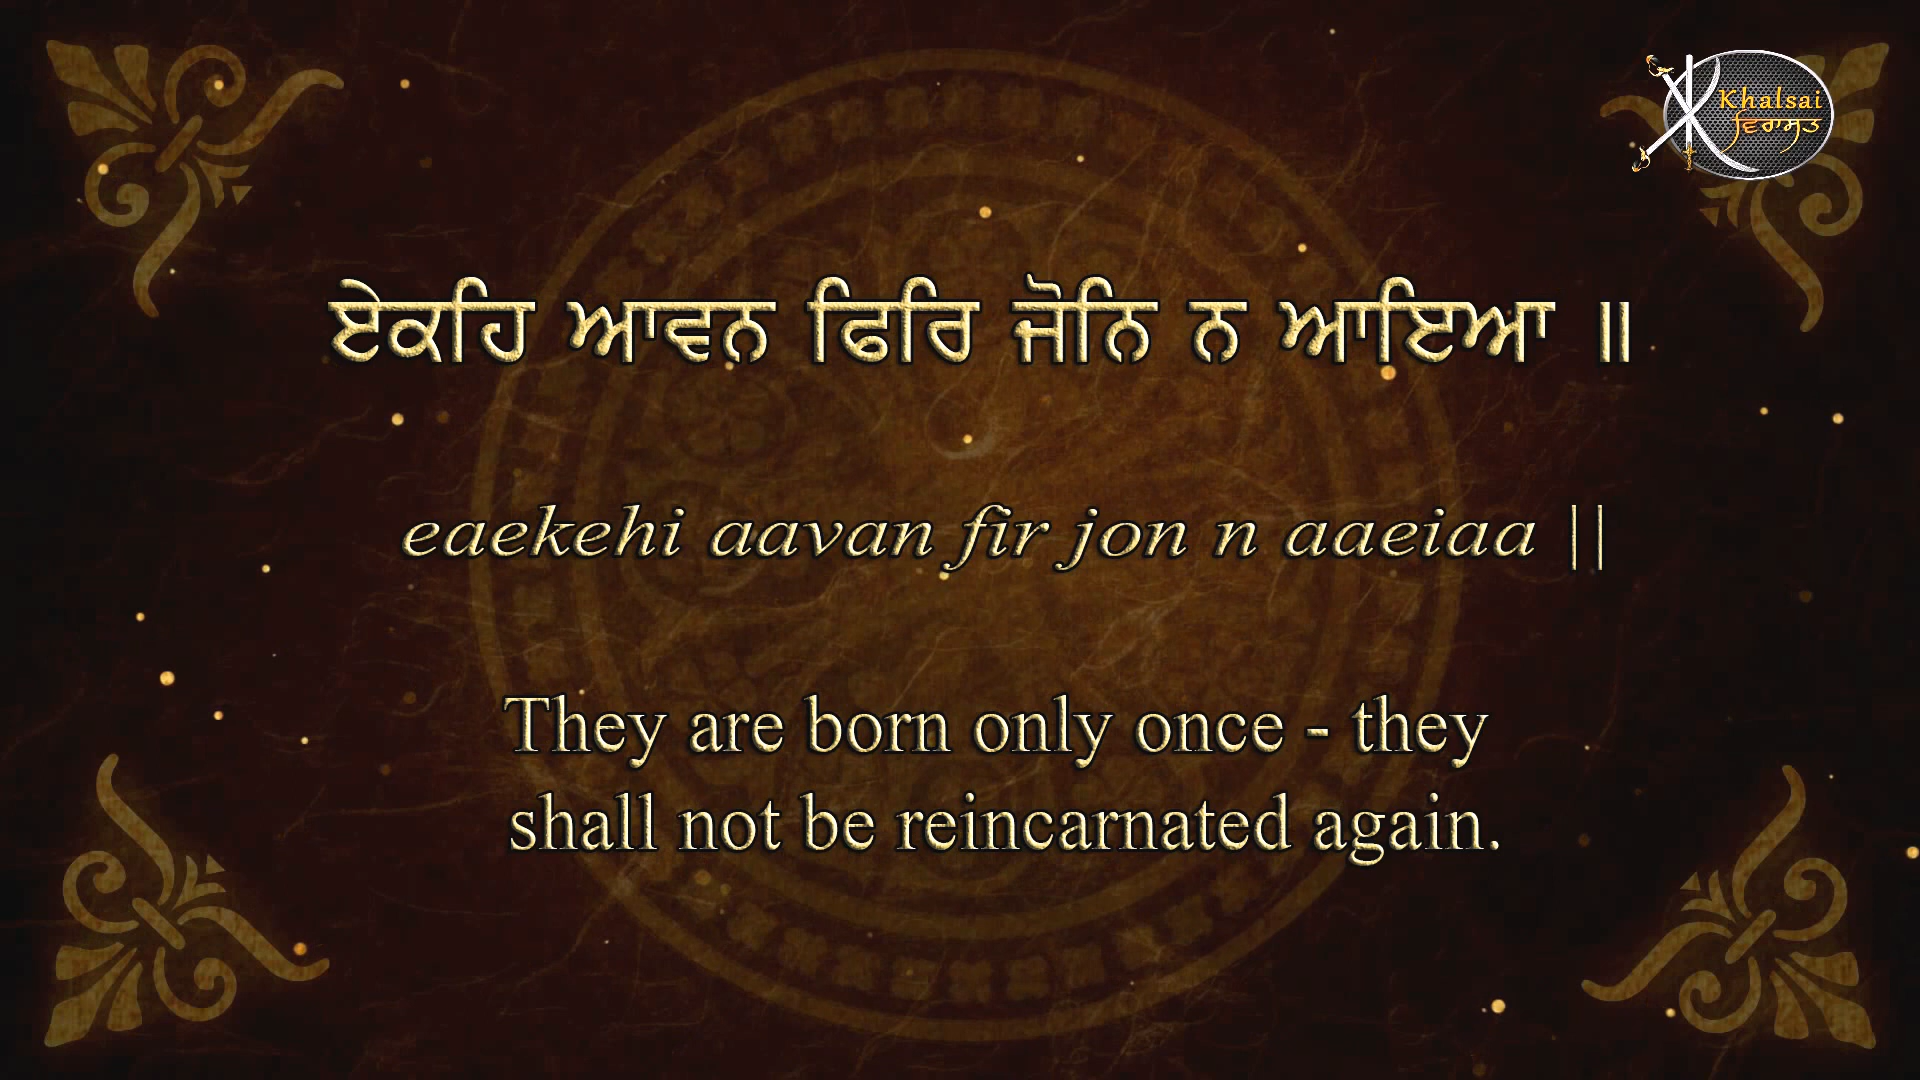 Khalsai
ਵਿਰਾਸਤ
ਏਕਹਿ ਆਵਨ ਫਿਰਿ ਜੋਨਿ ਨ ਆਇਆ ॥
eaekehi aavan fir jon n aaeiaa ||
They are born only once - they
shall not be reincarnated again.